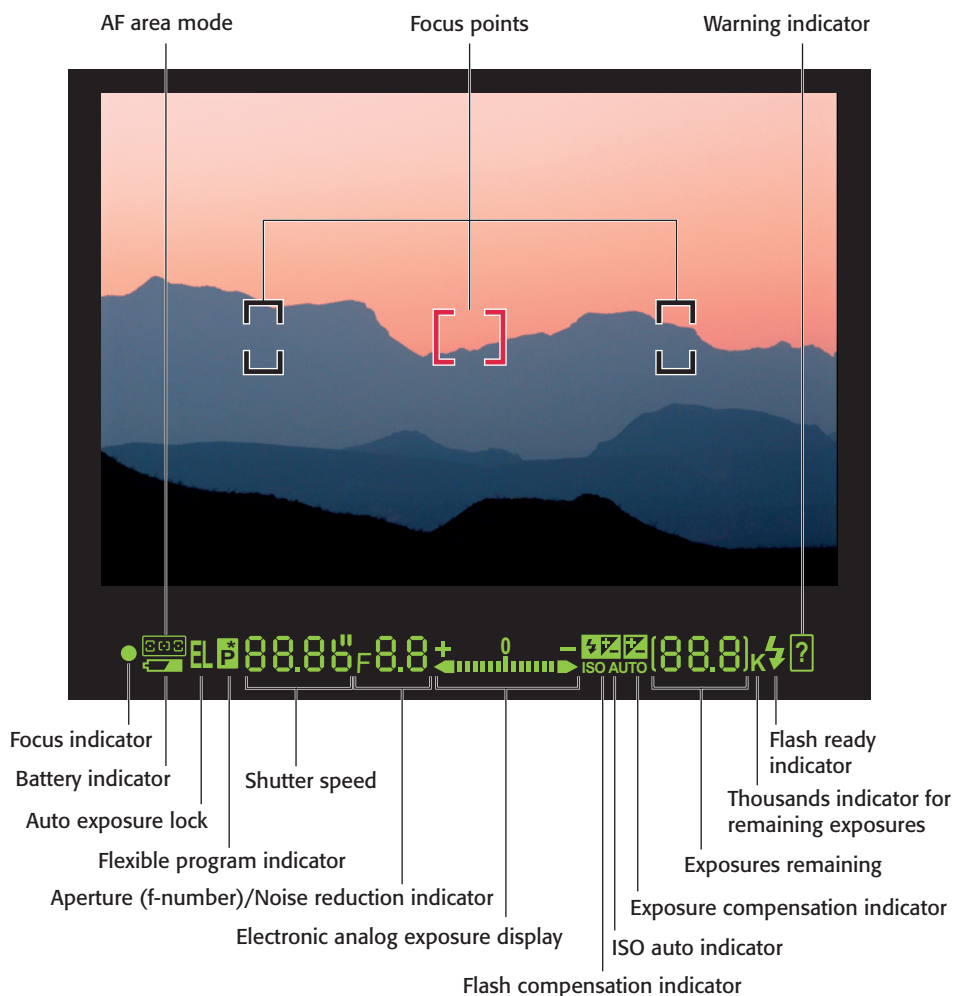 AF area mode
Focus points
Warning indicator
EL
P*
88.88"
F8.8
+ 0 −
ISO AUTO
[88.8]
K
?
Focus indicator
Battery indicator
Auto exposure lock
Flexible program indicator
Shutter speed
Aperture (f-number)/Noise reduction indicator
Electronic analog exposure display
Flash compensation indicator
ISO auto indicator
Exposure compensation indicator
Exposures remaining
Thousands indicator for
remaining exposures
Flash ready
indicator